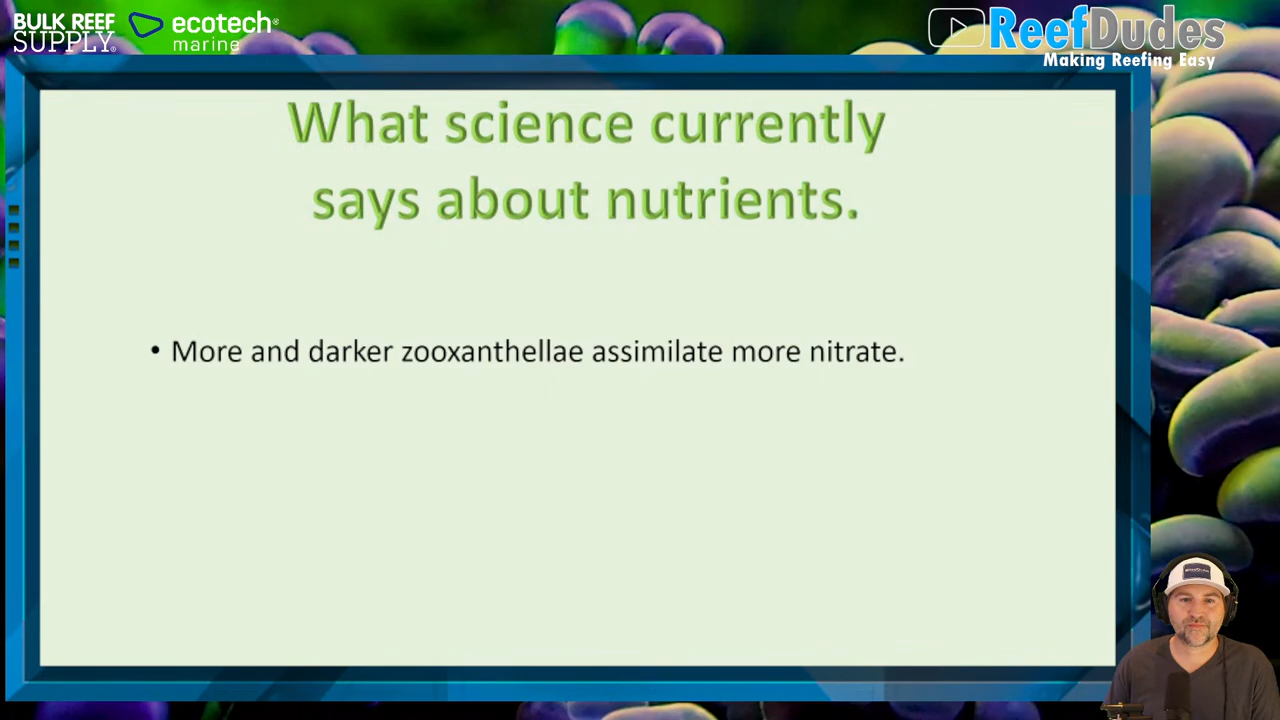 BULK REEF
SUPPLY®
ecotech®
marine
ReefDudes
Making Reefing Easy
What science currently
says about nutrients.
• More and darker zooxanthellae assimilate more nitrate.